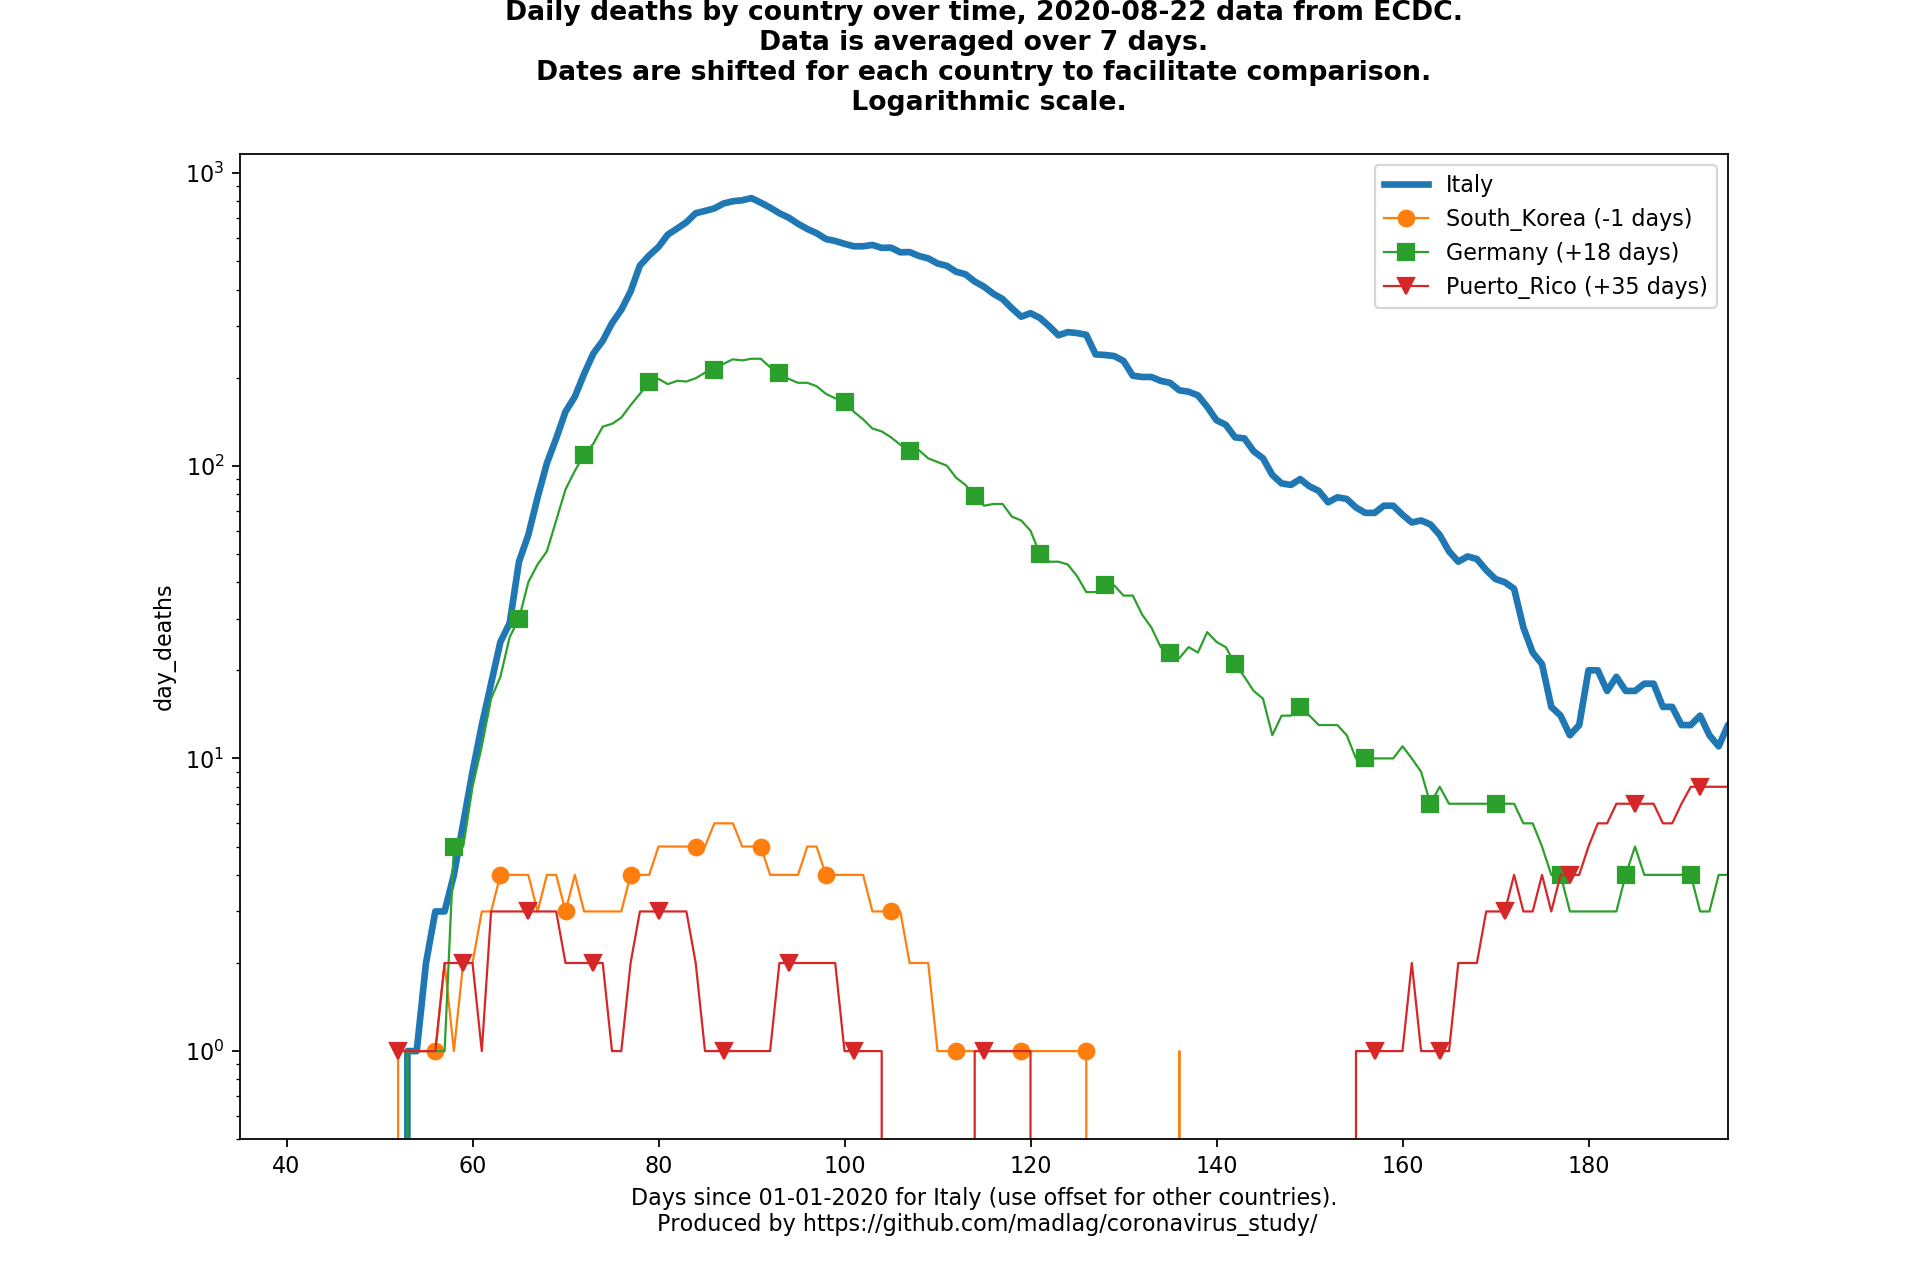 Daily deaths by country over time, 2020-08-22 data from ECDC.
Data is averaged over 7 days.
Dates are shifted for each country to facilitate comparison.
Logarithmic scale.
10³
10²
10¹
10⁰
day_deaths
Italy
South_Korea (-1 days)
Germany (+18 days)
Puerto_Rico (+35 days)
40 60 80 100 120 140 160 180
Days since 01-01-2020 for Italy (use offset for other countries).
Produced by https://github.com/madlag/coronavirus_study/